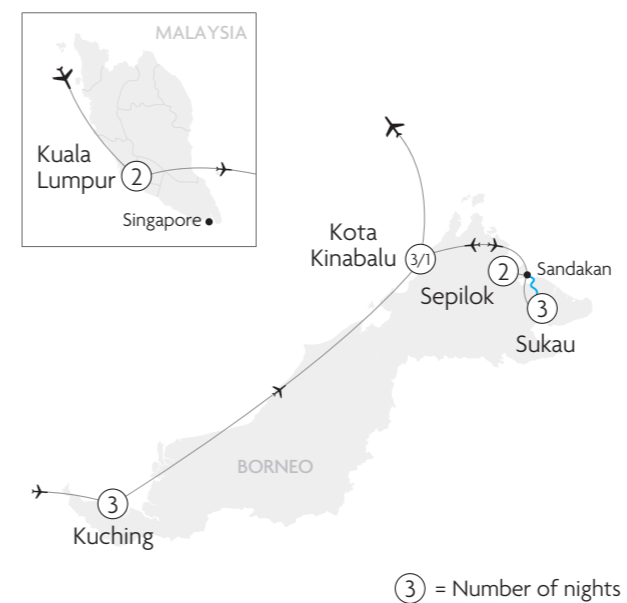 MALAYSIA
Kuala
Lumpur
2
Singapore
Kota
Kinabalu
3/1
2
Sandakan
Sepilok
3
Sukau
BORNEO
3
Kuching
3 = Number of nights